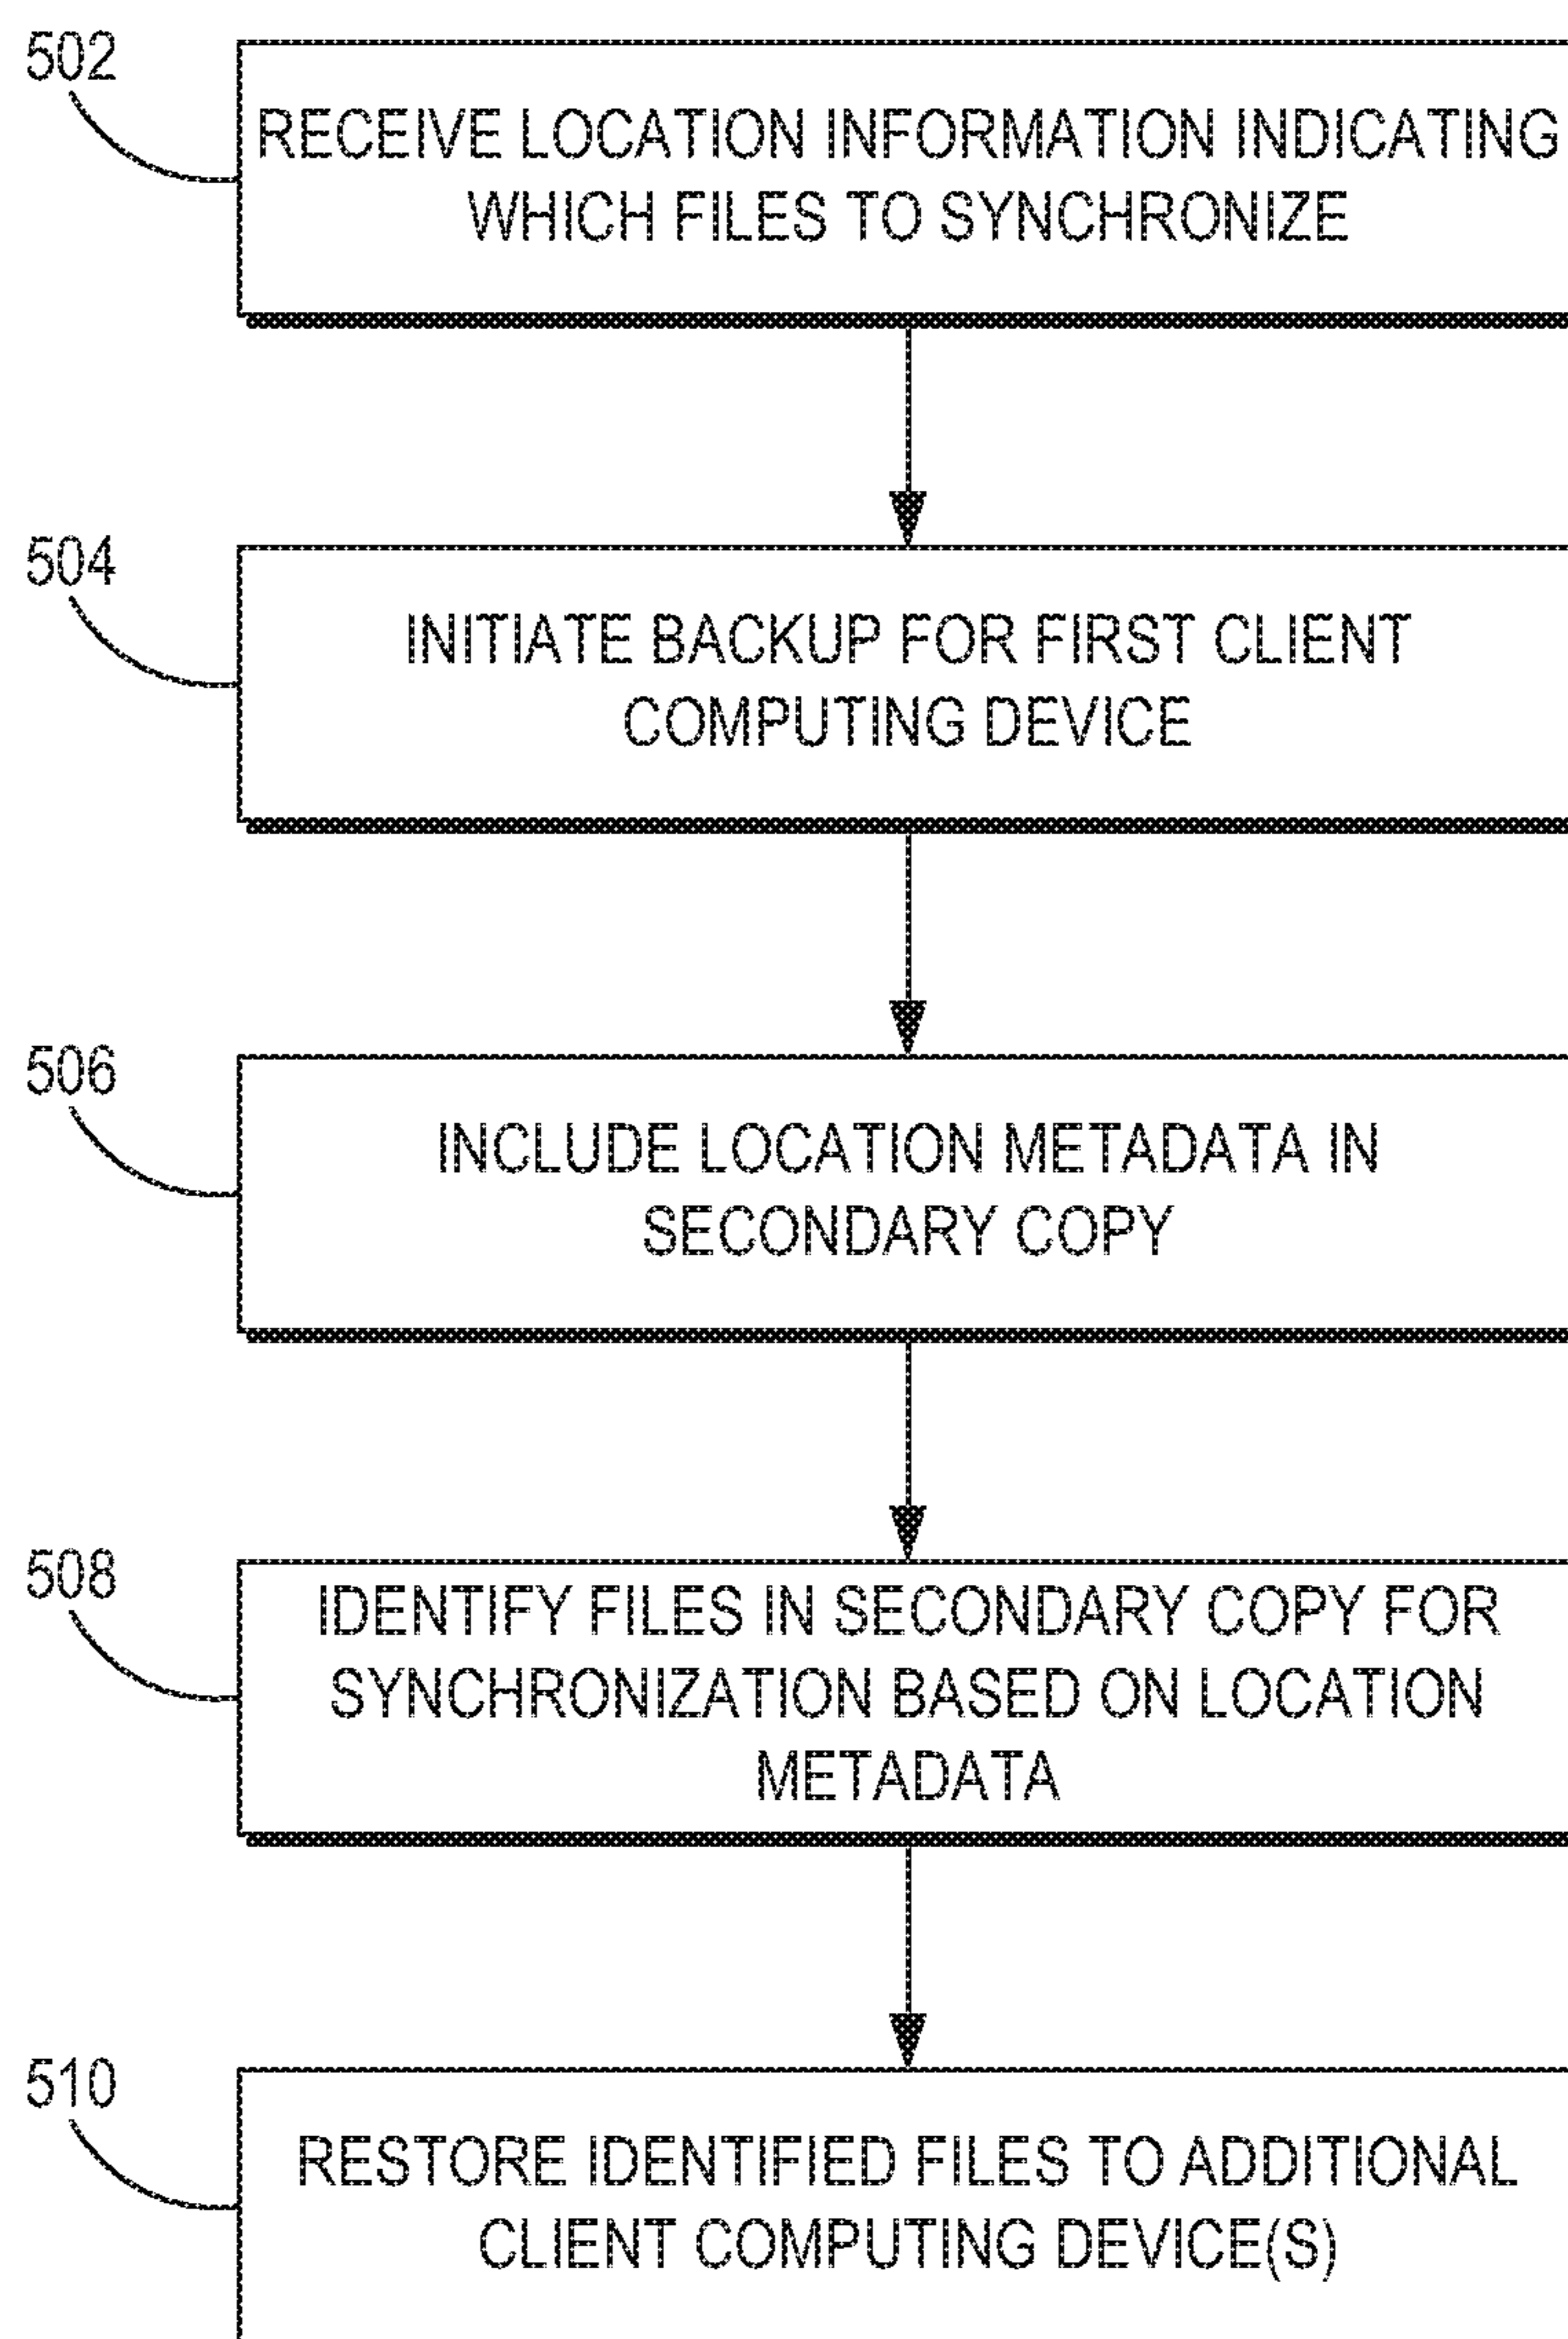 502
RECEIVE LOCATION INFORMATION INDICATING
WHICH FILES TO SYNCHRONIZE
504
INITIATE BACKUP FOR FIRST CLIENT
COMPUTING DEVICE
506
INCLUDE LOCATION METADATA IN
SECONDARY COPY
508
IDENTIFY FILES IN SECONDARY COPY FOR
SYNCHRONIZATION BASED ON LOCATION
METADATA
510
RESTORE IDENTIFIED FILES TO ADDITIONAL
CLIENT COMPUTING DEVICE(S)